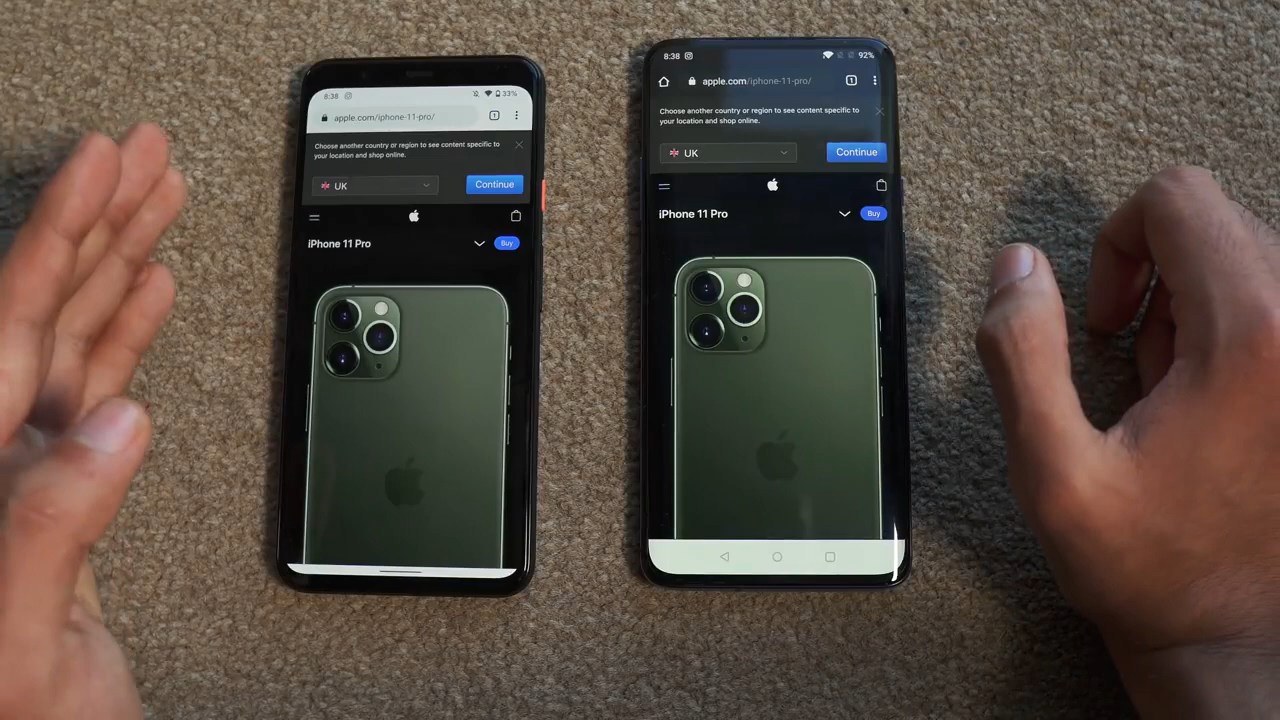 8:38
33%
apple.com/iphone-11-pro/
1
Choose another country or region to see content specific to
your location and shop online.
UK
Continue
iPhone 11 Pro
Buy
8:38
92%
apple.com/iphone-11-pro/
1
Choose another country or region to see content specific to
your location and shop online.
UK
Continue
iPhone 11 Pro
Buy